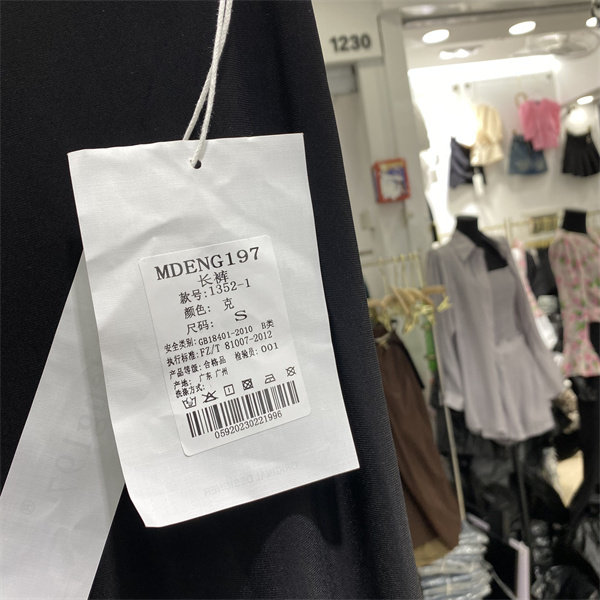 1230
MDENG197
长裤
款号:1352-1
颜色: 克
尺码: S
安全类别:GB18401-2010 B类
执行标准:FZ/T 81007-2012
产品等级:合格品 检验员:001
产地: 广东 广州
洗涤方式:
05920230221996